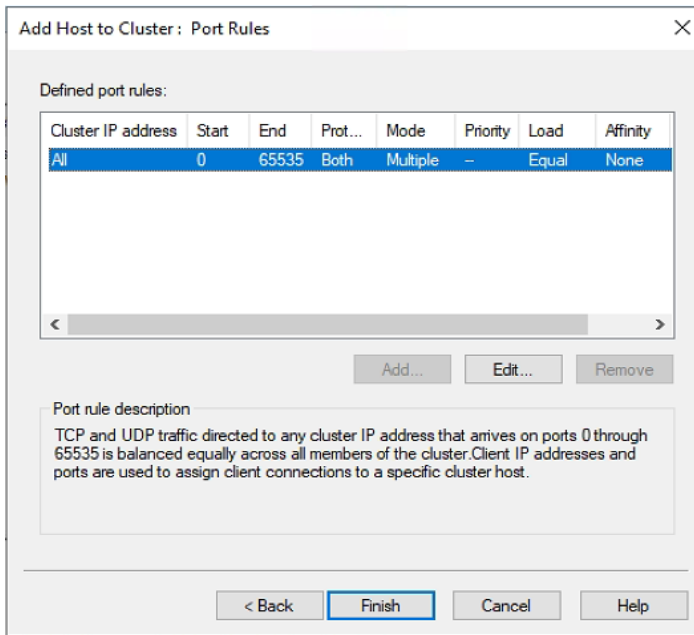 Add Host to Cluster :  Port Rules
Defined port rules:
Cluster IP address Start End Prot... Mode Priority Load Affinity
All 0 65535 Both Multiple -- Equal None
Add... Edit... Remove
Port rule description
TCP and UDP traffic directed to any cluster IP address that arrives on ports 0 through
65535 is balanced equally across all members of the cluster.Client IP addresses and
ports are used to assign client connections to a specific cluster host.
< Back Finish Cancel Help